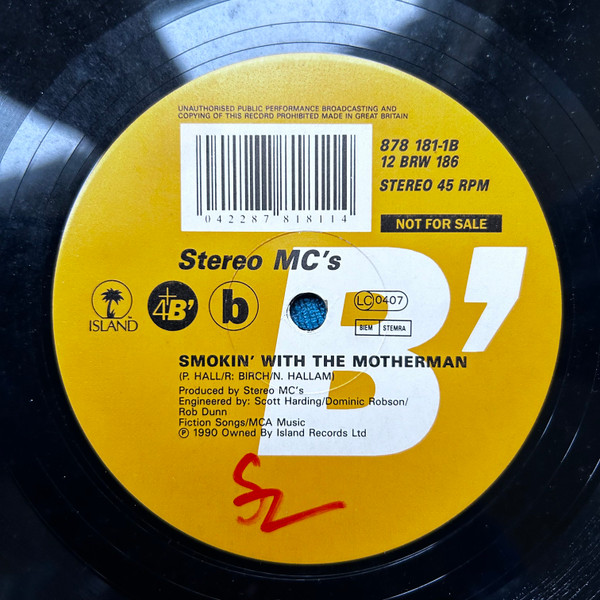 UNAUTHORISED PUBLIC PERFORMANCE BROADCASTING AND
COPYING OF THIS RECORD PROHIBITED MADE IN GREAT BRITAIN
878 181-1B
12 BRW 186
STEREO 45 RPM
042287 818114
NOT FOR SALE
Stereo MC's
ISLAND
4 B'
b
B'
LC 0407
BIEM STEMRA
SMOKIN' WITH THE MOTHERMAN
(P. HALL/R. BIRCH/N. HALLAM)
Produced by Stereo MC's
Engineered by: Scott Harding/Dominic Robson/
Rob Dunn
Fiction Songs/MCA Music
℗ 1990 Owned By Island Records Ltd